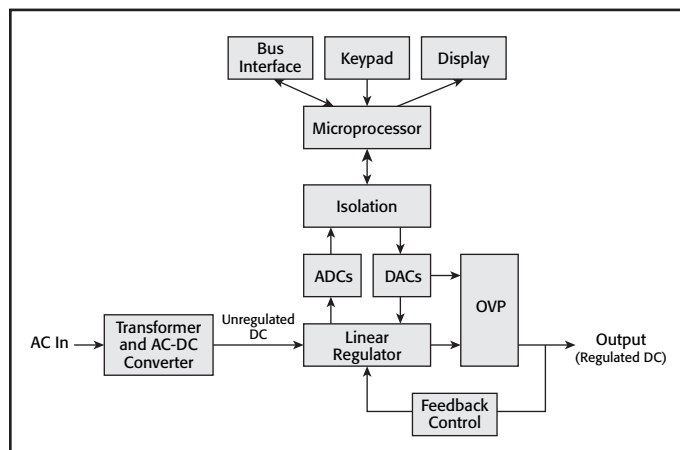 Bus
Interface
Keypad
Display
Microprocessor
Isolation
ADCs
DACs
OVP
AC In
Transformer
and AC-DC
Converter
Unregulated
DC
Linear
Regulator
Output
(Regulated DC)
Feedback
Control